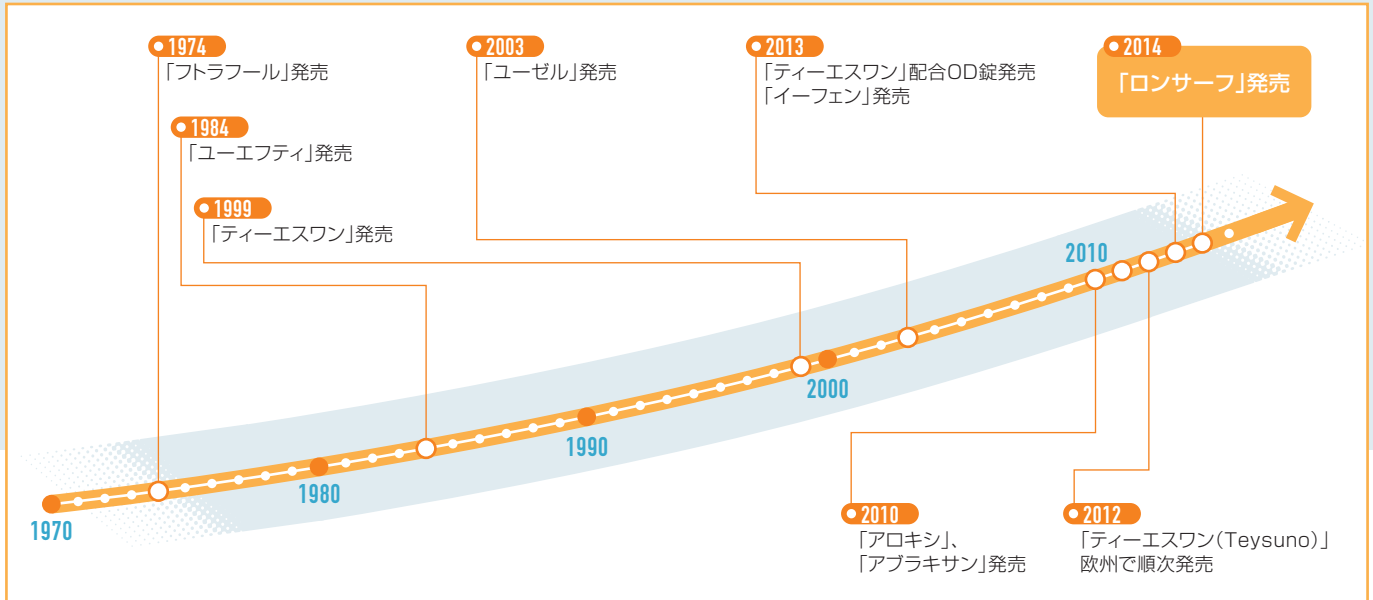 1974
「フトラフール」発売
1984
「ユーエフティ」発売
1999
「ティーエスワン」発売
2003
「ユーゼル」発売
2013
「ティーエスワン」配合OD錠発売
「イーフェン」発売
2014
「ロンサーフ」発売
1970
1980
1990
2000
2010
2010
「アロキシ」、
「アブラキサン」発売
2012
「ティーエスワン(Teysuno)」
欧州で順次発売